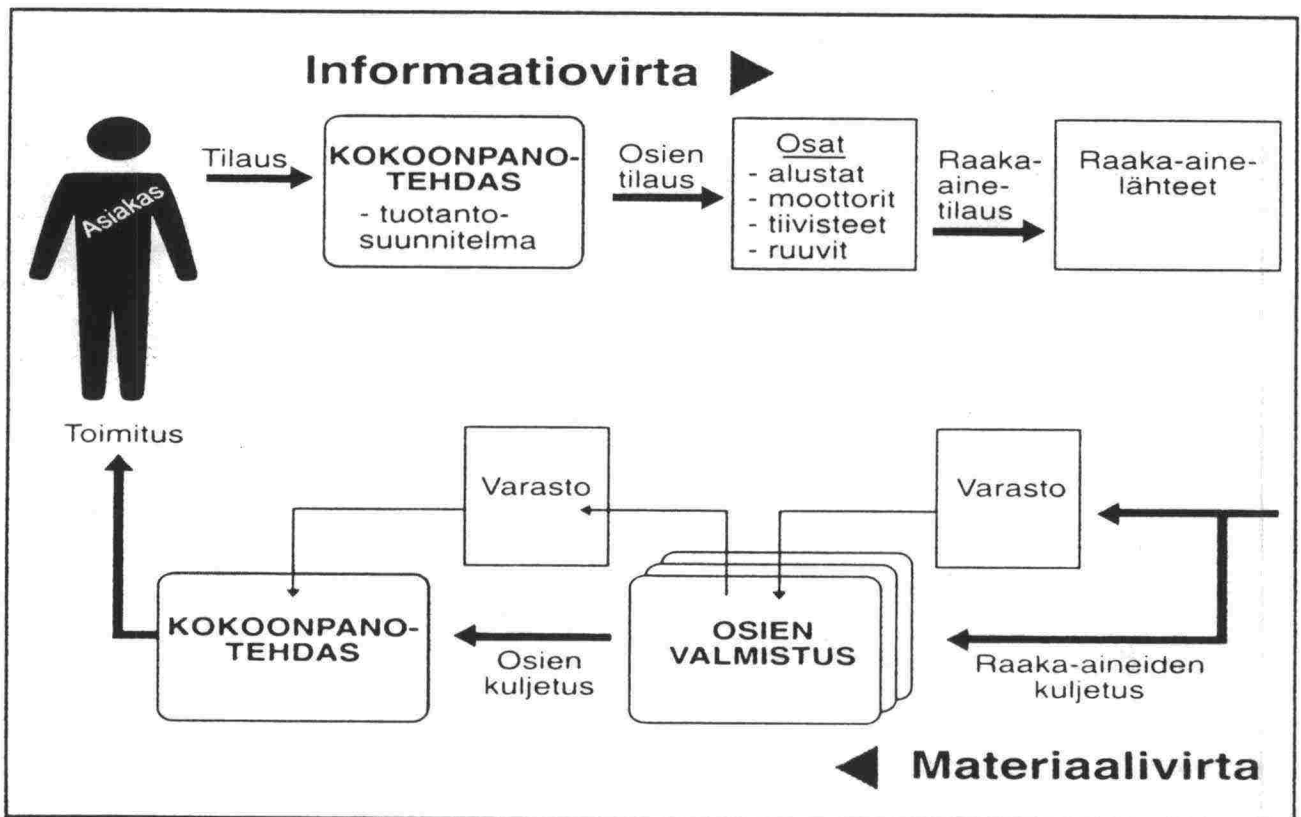 Informaatiovirta
Asiakas
Tilaus
KOKOONPANO-
TEHDAS
- tuotanto-
suunnitelma
Osien
tilaus
Osat
- alustat
- moottorit
- tiivisteet
- ruuvit
Raaka-
aine-
tilaus
Raaka-aine-
lähteet
Toimitus
Varasto
Varasto
KOKOONPANO-
TEHDAS
Osien
kuljetus
OSIEN
VALMISTUS
Raaka-aineiden
kuljetus
Materiaalivirta